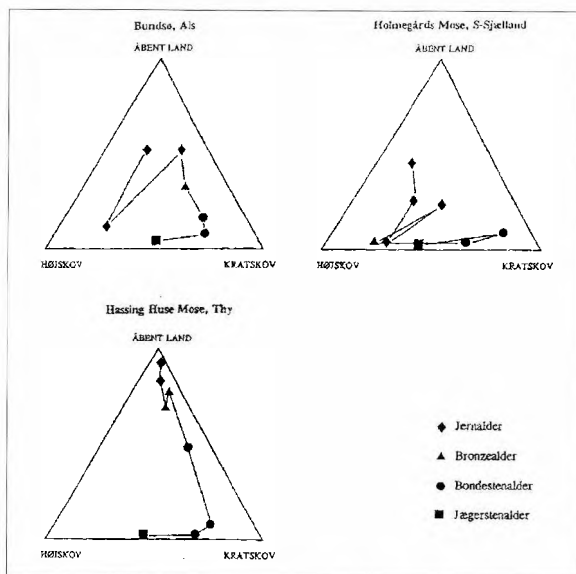 Bundsø, Als
ÅBENT LAND
HØJSKOV
KRATSKOV
Holmegårds Mose, S-Sjælland
ÅBENT LAND
HØJSKOV
KRATSKOV
Hassing Huse Mose, Thy
ÅBENT LAND
HØJSKOV
KRATSKOV
Jernalder
Bronzealder
Bondestenalder
Jægerstenalder